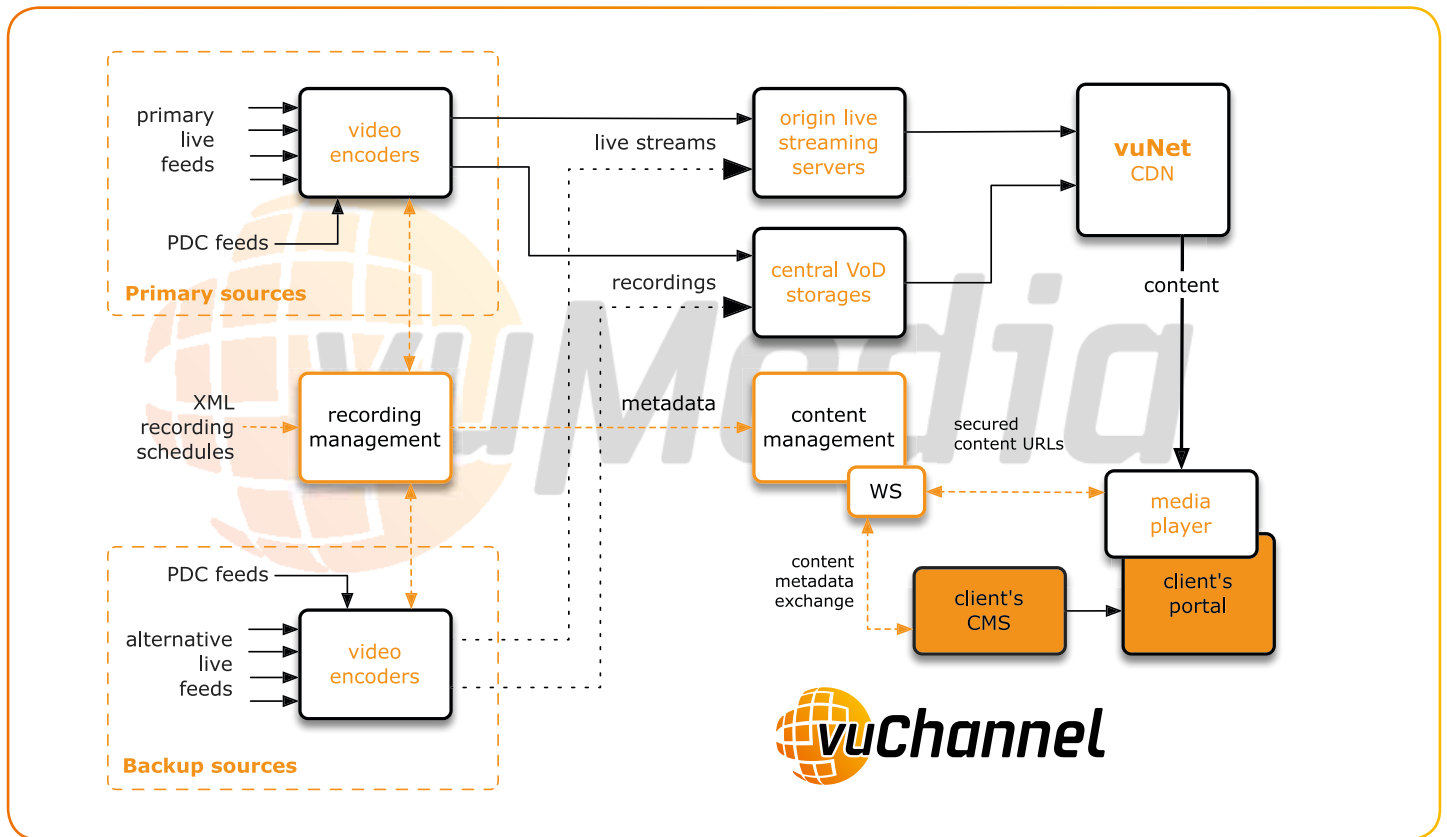 primary
live
feeds
video
encoders
PDC feeds
Primary sources
live streams
origin live
streaming
servers
vuNet
CDN
recordings
central VoD
storages
content
vuMedia
XML
recording
schedules
recording
management
metadata
content
management
WS
secured
content URLs
media
player
content
metadata
exchange
client's
CMS
client's
portal
PDC feeds
alternative
live
feeds
video
encoders
Backup sources
vuChannel